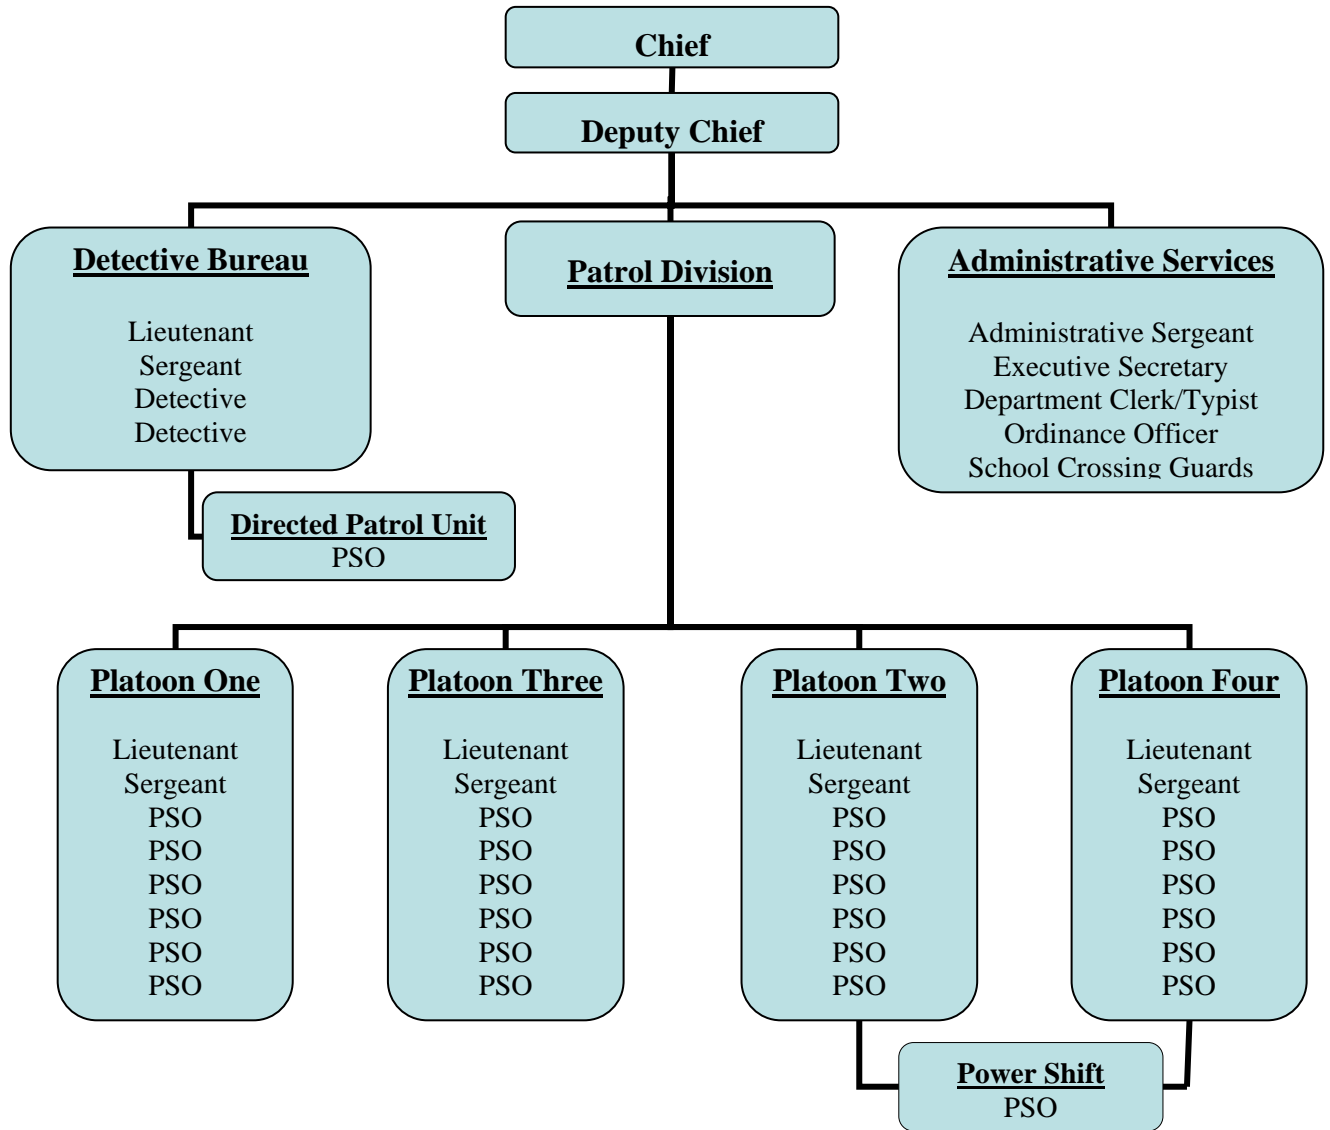 Chief
Deputy Chief
Detective Bureau
Lieutenant
Sergeant
Detective
Detective
Patrol Division
Administrative Services
Administrative Sergeant
Executive Secretary
Department Clerk/Typist
Ordinance Officer
School Crossing Guards
Directed Patrol Unit
PSO
Platoon One
Lieutenant
Sergeant
PSO
PSO
PSO
PSO
PSO
PSO
Platoon Three
Lieutenant
Sergeant
PSO
PSO
PSO
PSO
PSO
PSO
Platoon Two
Lieutenant
Sergeant
PSO
PSO
PSO
PSO
PSO
PSO
Platoon Four
Lieutenant
Sergeant
PSO
PSO
PSO
PSO
PSO
PSO
Power Shift
PSO